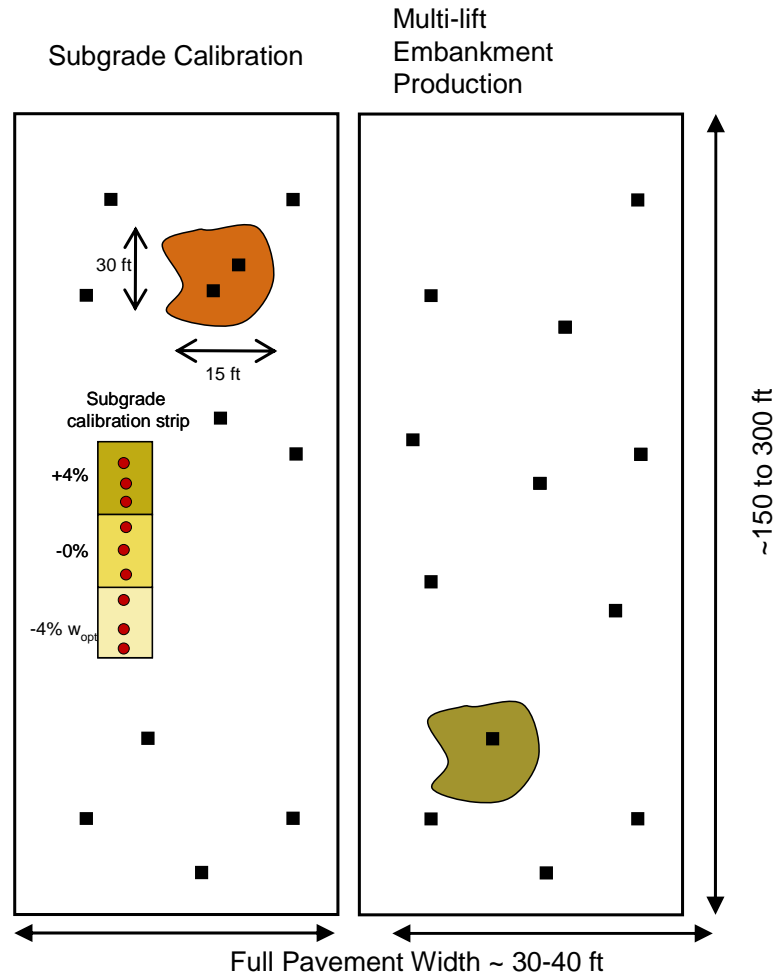 Subgrade Calibration
Multi-lift
Embankment
Production
30 ft
15 ft
Subgrade
calibration strip
+4%
-0%
-4% wopt
~150 to 300 ft
Full Pavement Width ~ 30-40 ft